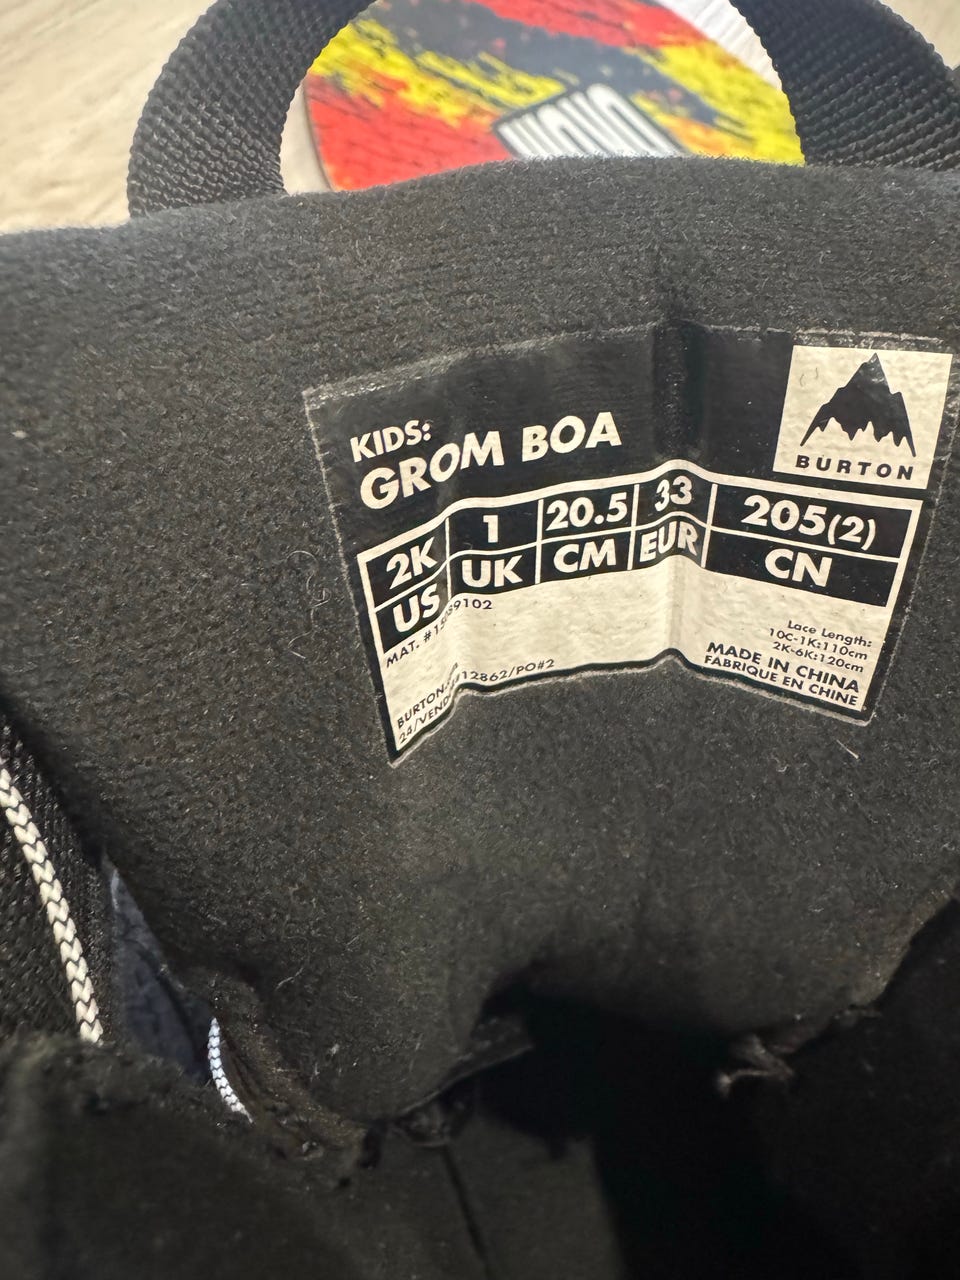 KIDS:
GROM BOA
BURTON
2K 1 20.5 33 205(2)
US UK CM EUR CN
MAT.
Lace Length:
10C-1K:110cm
2K-6K:120cm
MADE IN CHINA
FABRIQUE EN CHINE